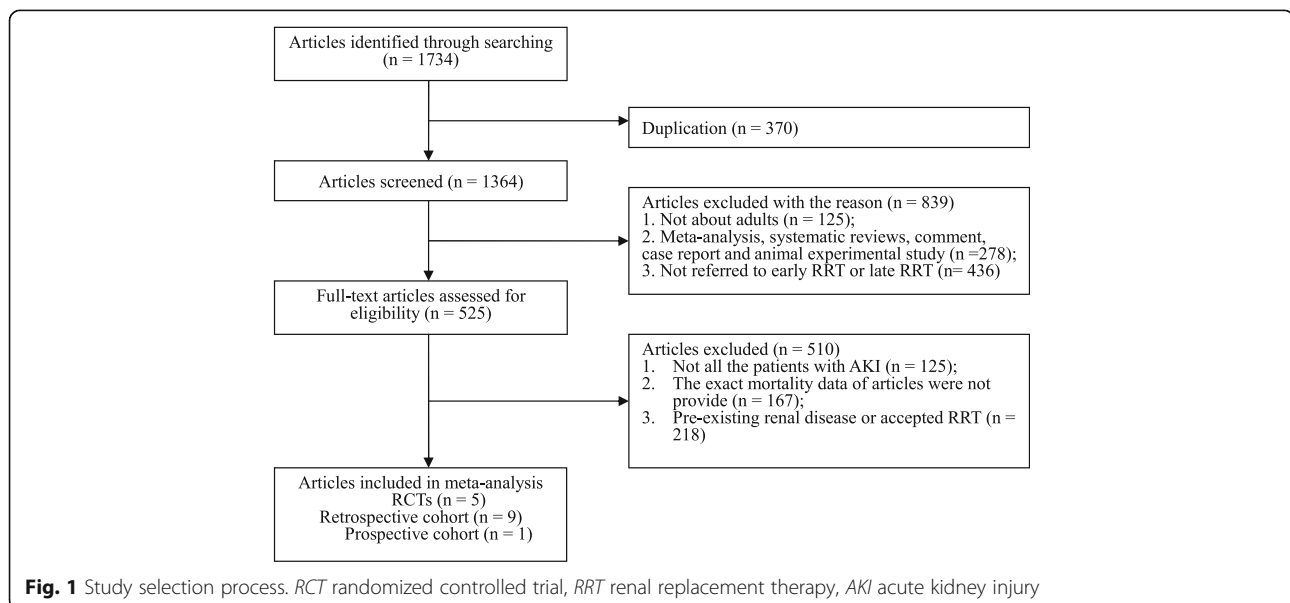 Articles identified through searching
(n = 1734)
Duplication (n = 370)
Articles screened (n = 1364)
Articles excluded with the reason (n = 839)
1. Not about adults (n = 125);
2. Meta-analysis, systematic reviews, comment,
case report and animal experimental study (n =278);
3. Not referred to early RRT or late RRT (n= 436)
Full-text articles assessed for
eligibility (n = 525)
Articles excluded (n = 510)
1. Not all the patients with AKI (n = 125);
2. The exact mortality data of articles were not
provide (n = 167);
3. Pre-existing renal disease or accepted RRT (n =
218)
Articles included in meta-analysis
RCTs (n = 5)
Retrospective cohort (n = 9)
Prospective cohort (n = 1)
Fig. 1 Study selection process. RCT randomized controlled trial, RRT renal replacement therapy, AKI acute kidney injury